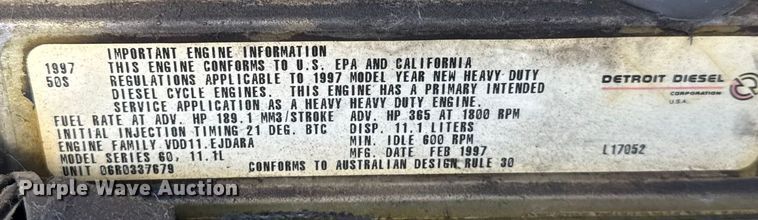 IMPORTANT ENGINE INFORMATION
1997 THIS ENGINE CONFORMS TO U.S. EPA AND CALIFORNIA
50S REGULATIONS APPLICABLE TO 1997 MODEL YEAR NEW HEAVY DUTY
DIESEL CYCLE ENGINES. THIS ENGINE HAS A PRIMARY INTENDED
SERVICE APPLICATION AS A HEAVY HEAVY DUTY ENGINE.
FUEL RATE AT ADV. HP 189.1 MM3/STROKE ADV. HP 365 AT 1800 RPM
INITIAL INJECTION TIMING 21 DEG. BTC DISP. 11.1 LITERS
ENGINE FAMILY VDD11.EJDARA MIN. IDLE 600 RPM
MODEL SERIES 60, 11.1L MFG. DATE FEB 1997
UNIT 06R0337679 CONFORMS TO AUSTRALIAN DESIGN RULE 30
DETROIT DIESEL
CORPORATION
U.S.A.
L17052
Purple Wave Auction